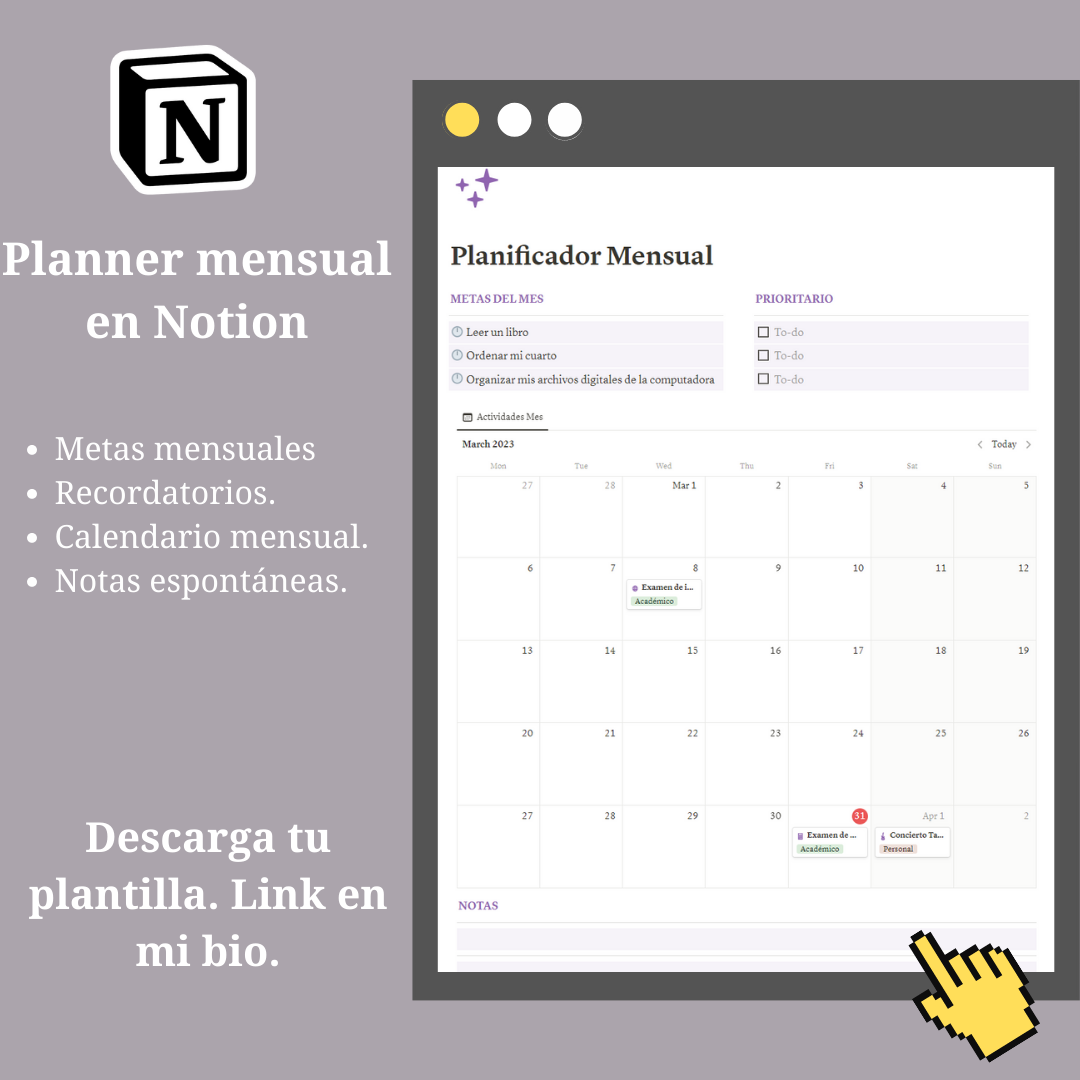 N
Planner mensual
en Notion
Metas mensuales
Recordatorios.
Calendario mensual.
Notas espontáneas.
Descarga tu
plantilla. Link en
mi bio.
Planificador Mensual
METAS DEL MES
Leer un libro
Ordenar mi cuarto
Organizar mis archivos digitales de la computadora
PRIORITARIO
To-do
To-do
To-do
Actividades Mes
March 2023
Today
Mon Tue Wed Thu Fri Sat Sun
27 28 Mar 1 2 3 4 5
6 7 8 9 10 11 12
Examen de i...
Académico
13 14 15 16 17 18 19
20 21 22 23 24 25 26
27 28 29 30 31 Apr 1 2
Examen de ...
Académico
Concierto Ta...
Personal
NOTAS